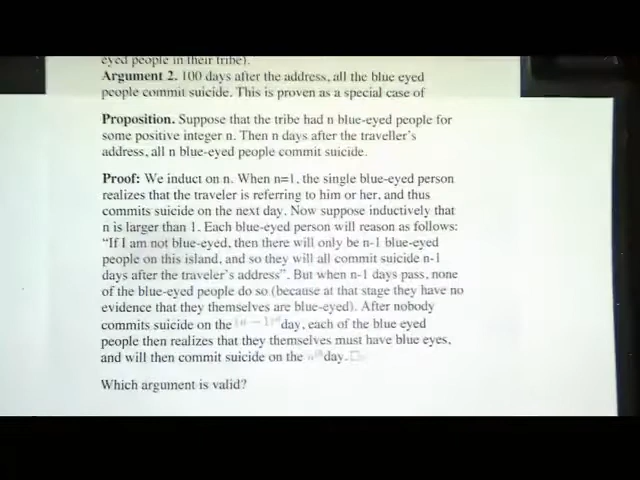 eyed people in their tribe).
Argument 2. 100 days after the address, all the blue eyed
people commit suicide. This is proven as a special case of
Proposition. Suppose that the tribe had n blue-eyed people for
some positive integer n. Then n days after the traveller's
address, all n blue-eyed people commit suicide.
Proof: We induct on n. When n=1, the single blue-eyed person
realizes that the traveler is referring to him or her, and thus
commits suicide on the next day. Now suppose inductively that
n is larger than 1. Each blue-eyed person will reason as follows:
“If I am not blue-eyed, then there will only be n-1 blue-eyed
people on this island, and so they will all commit suicide n-1
days after the traveler's address”. But when n-1 days pass, none
of the blue-eyed people do so (because at that stage they have no
evidence that they themselves are blue-eyed). After nobody
commits suicide on the (n − 1)st day, each of the blue eyed
people then realizes that they themselves must have blue eyes,
and will then commit suicide on the nth day. □
Which argument is valid?